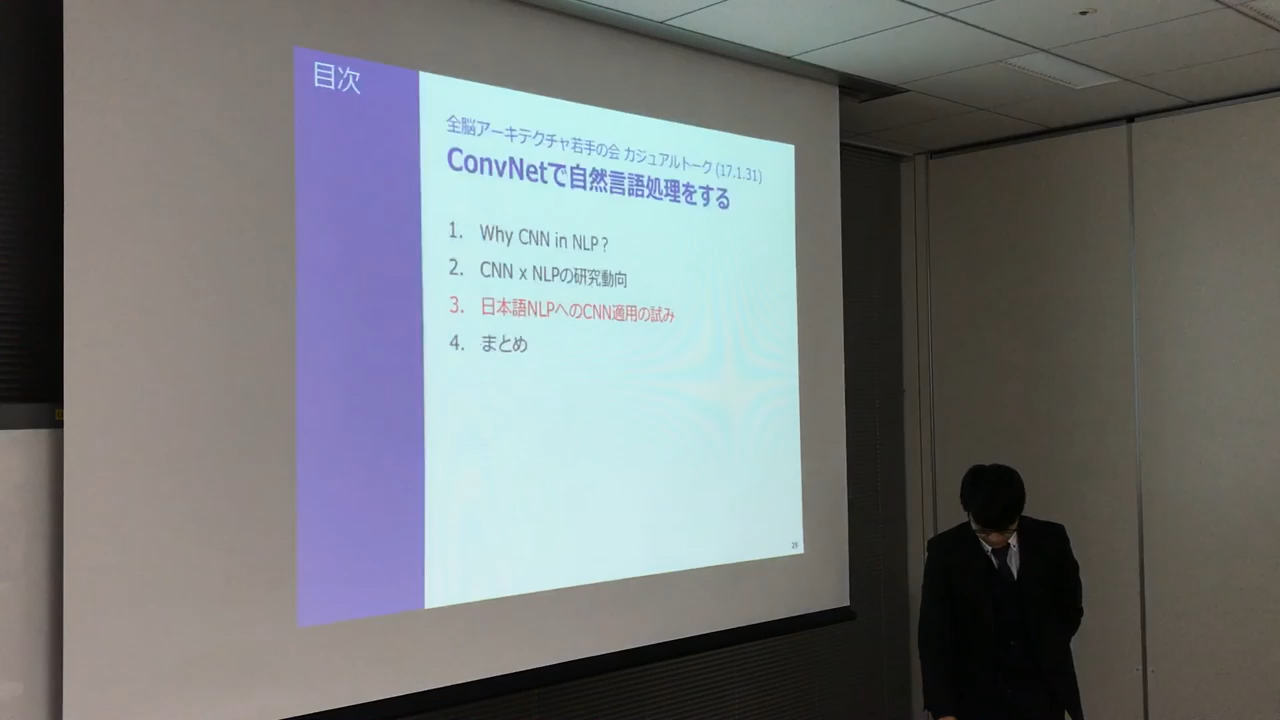 目次
全脳アーキテクチャ若手の会 カジュアルトーク (17.1.31)
ConvNetで自然言語処理をする
1. Why CNN in NLP？
2. CNN x NLPの研究動向
3. 日本語NLPへのCNN適用の試み
4. まとめ